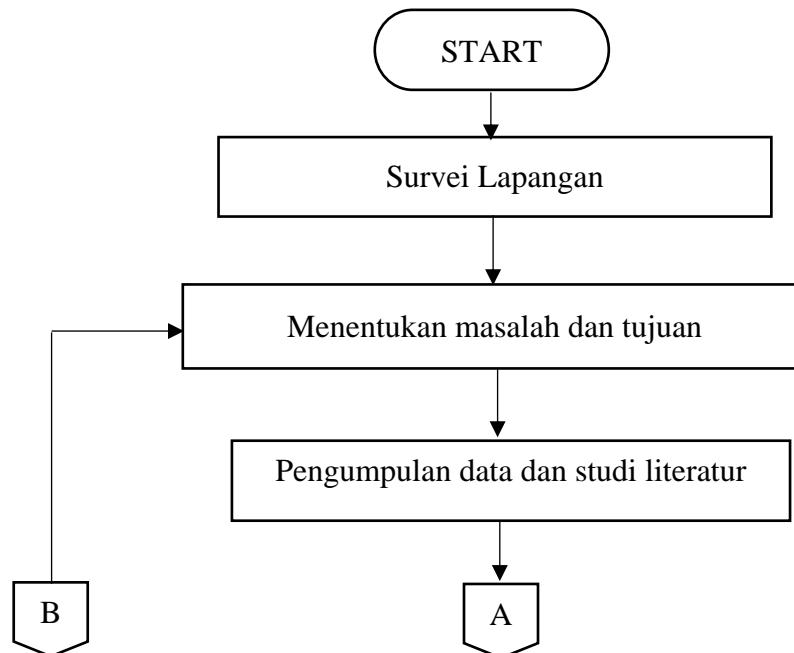 START
Survei Lapangan
Menentukan masalah dan tujuan
Pengumpulan data dan studi literatur
B
A